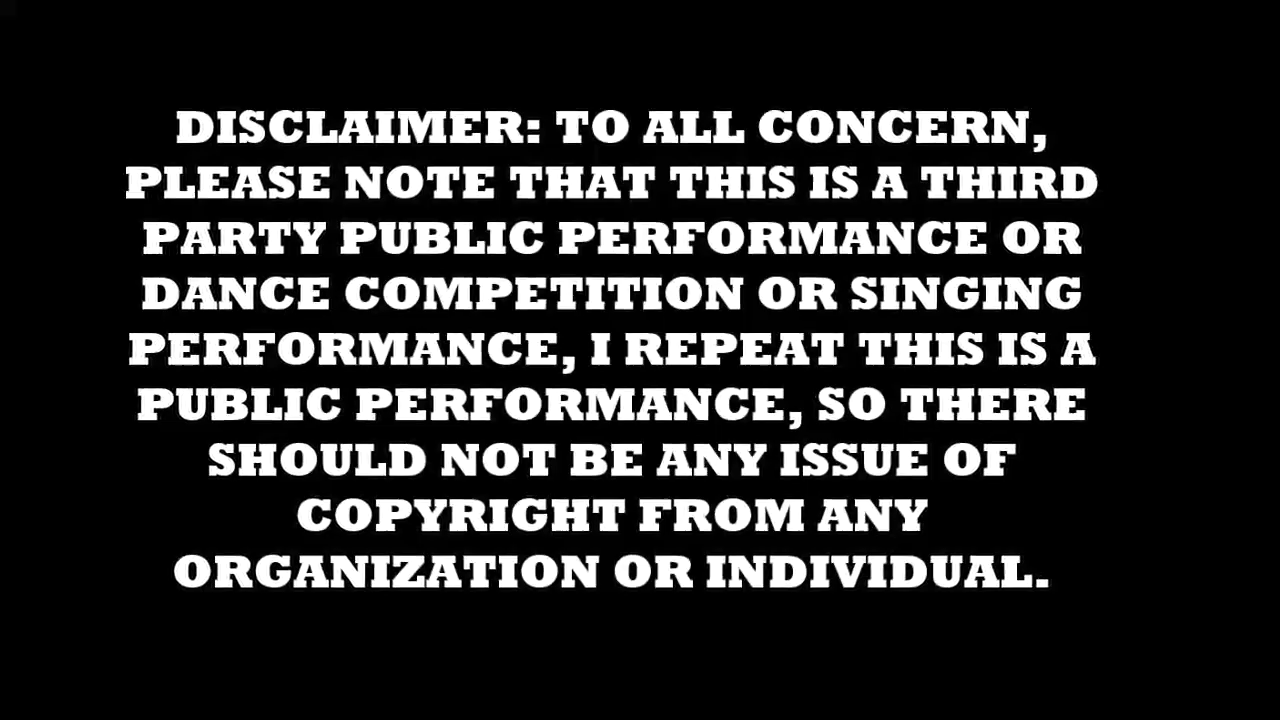 DISCLAIMER: TO ALL CONCERN,
PLEASE NOTE THAT THIS IS A THIRD
PARTY PUBLIC PERFORMANCE OR
DANCE COMPETITION OR SINGING
PERFORMANCE, I REPEAT THIS IS A
PUBLIC PERFORMANCE, SO THERE
SHOULD NOT BE ANY ISSUE OF
COPYRIGHT FROM ANY
ORGANIZATION OR INDIVIDUAL.